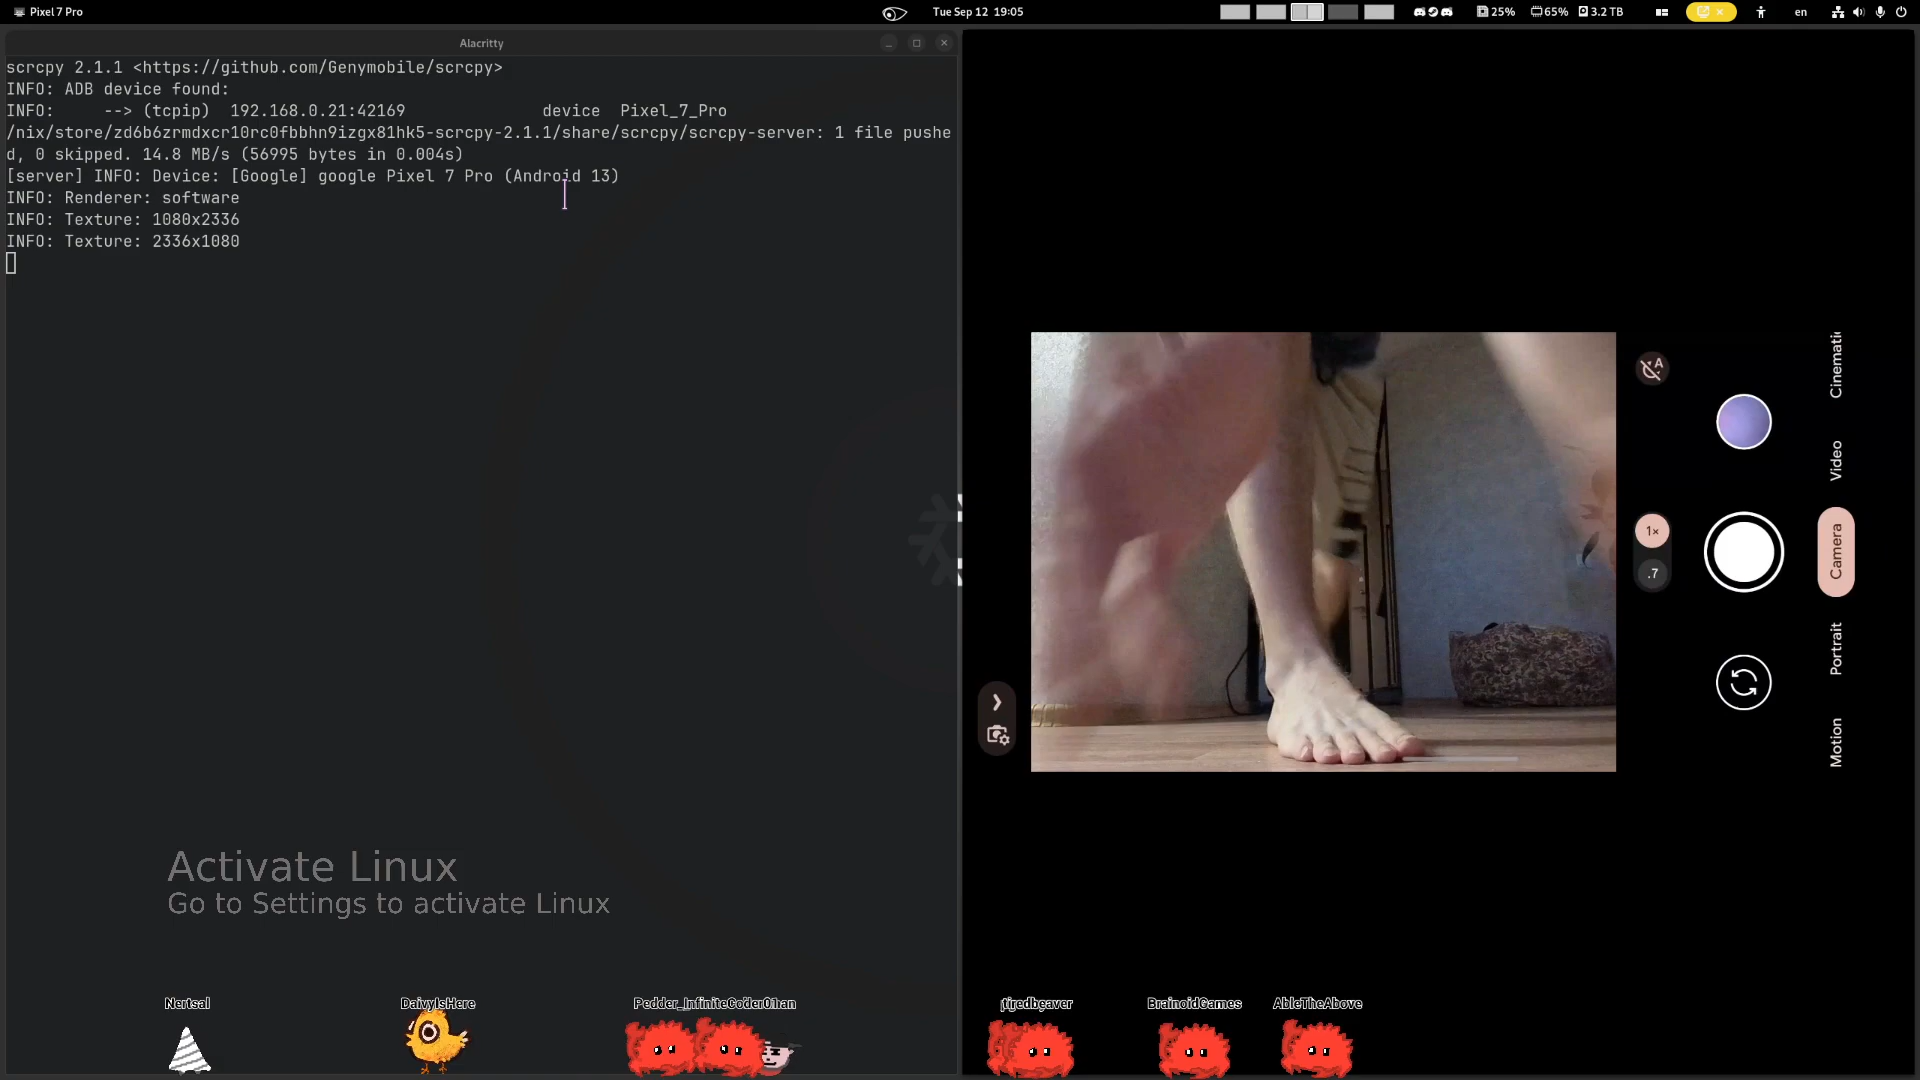 Pixel 7 Pro
Tue Sep 12 19:05
25%
65%
3.2 TB
en
Alacritty
scrcpy 2.1.1 <https://github.com/Genymobile/scrcpy>
INFO: ADB device found:
INFO:     --> (tcpip)  192.168.0.21:42169              device  Pixel_7_Pro
/nix/store/zd6b6zrmdxcr10rc0fbbhn9izgx81hk5-scrcpy-2.1.1/share/scrcpy/scrcpy-server: 1 file pushe
d, 0 skipped. 14.8 MB/s (56995 bytes in 0.004s)
[server] INFO: Device: [Google] google Pixel 7 Pro (Android 13)
INFO: Renderer: software
INFO: Texture: 1080x2336
INFO: Texture: 2336x1080
A
1×
.7
Cinemati
Video
Camera
Portrait
Motion
Activate Linux
Go to Settings to activate Linux
Nertsal
DaivyIsHere
Pedder_
tiredbeaver
BrainoidGames
AbleTheAbove